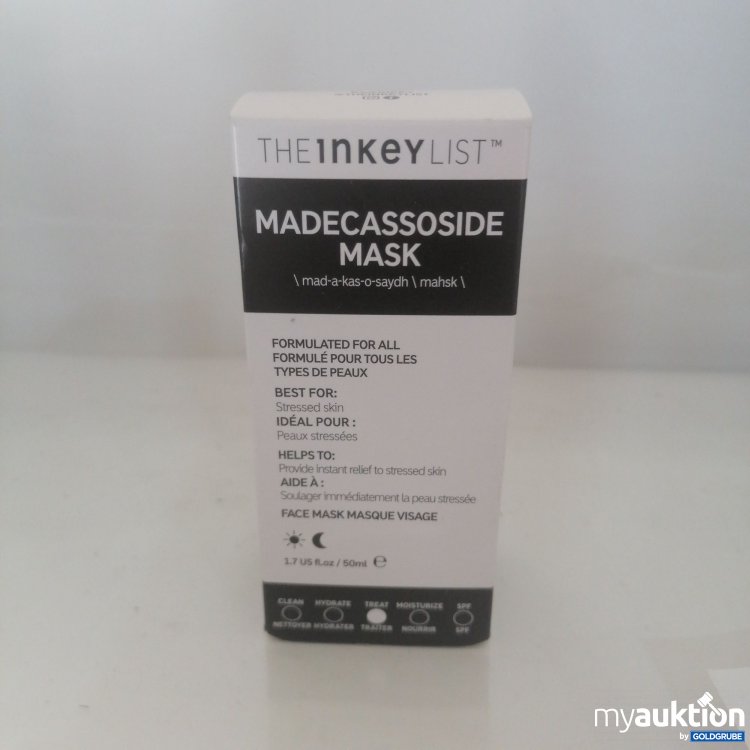 THE INKEY LIST™
MADECASSOSIDE
MASK
\ mad-a-kas-o-saydh \ mahsk \
FORMULATED FOR ALL
FORMULÉ POUR TOUS LES
TYPES DE PEAUX
BEST FOR:
Stressed skin
IDÉAL POUR :
Peaux stressées
HELPS TO:
Provide instant relief to stressed skin
AIDE À :
Soulager immédiatement la peau stressée
FACE MASK MASQUE VISAGE
1.7 US fl.oz / 50ml ℮
CLEAN HYDRATE TREAT MOISTURIZE SPF
NETTOYER HYDRATER TRAITER NOURRIR SPF
myauktion
by GOLDGRUBE